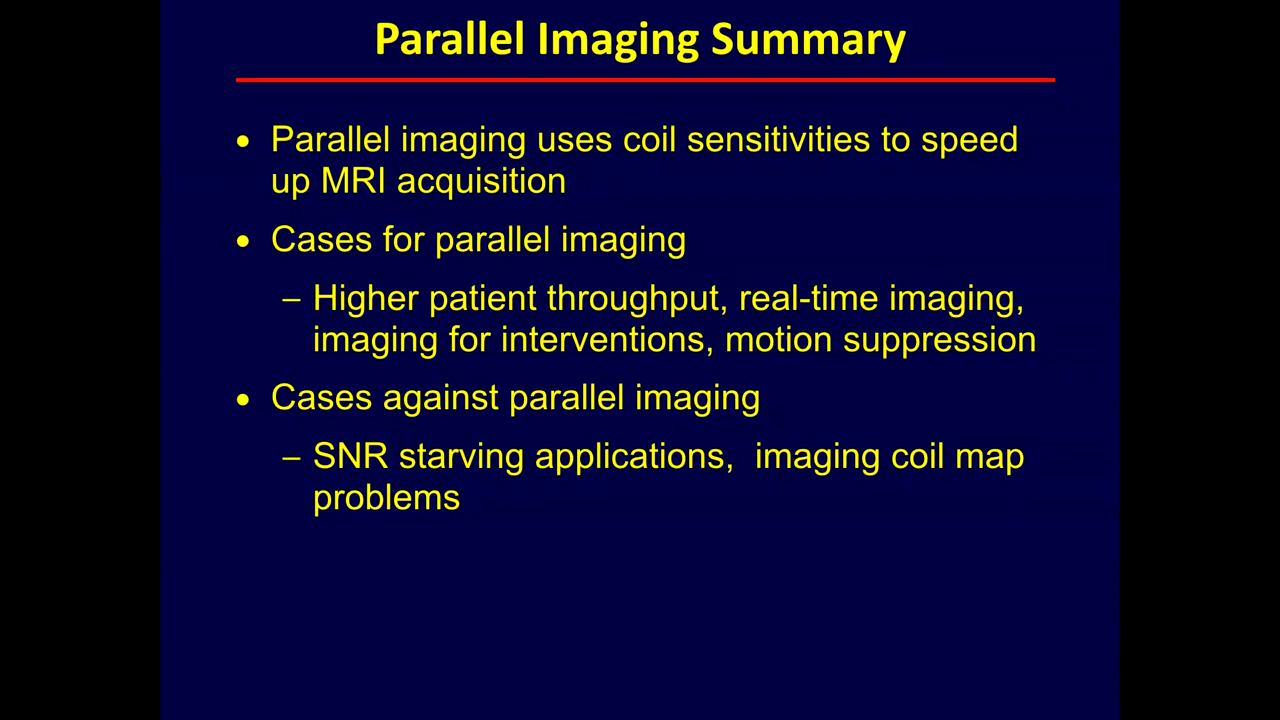 Parallel Imaging Summary
• Parallel imaging uses coil sensitivities to speed
up MRI acquisition
• Cases for parallel imaging
– Higher patient throughput, real-time imaging,
imaging for interventions, motion suppression
• Cases against parallel imaging
– SNR starving applications,  imaging coil map
problems